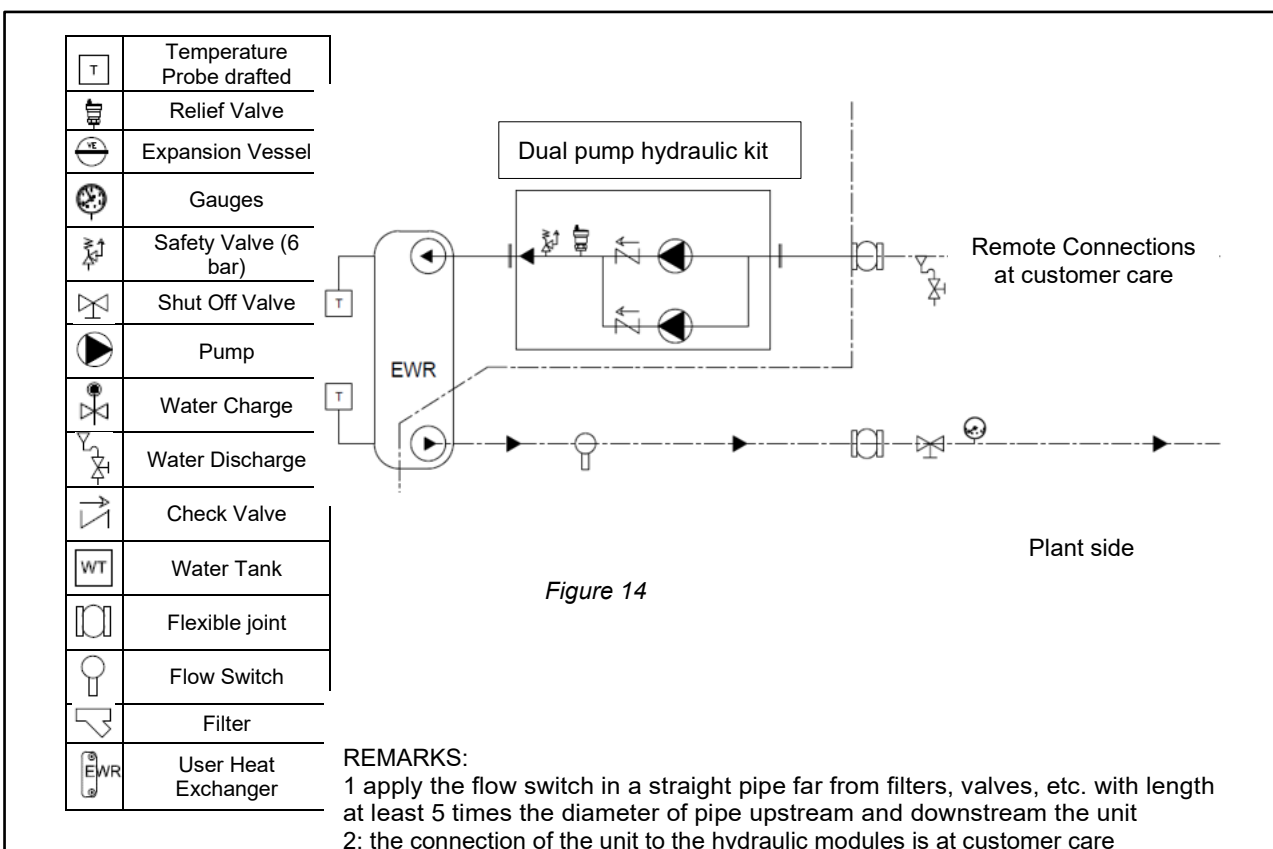 T
Temperature
Probe drafted
Relief Valve
VE
Expansion Vessel
Gauges
Safety Valve (6
bar)
Shut Off Valve
Pump
Water Charge
Water Discharge
Check Valve
WT
Water Tank
Flexible joint
Flow Switch
Filter
EWR
User Heat
Exchanger
Dual pump hydraulic kit
Remote Connections
at customer care
T
EWR
T
Plant side
Figure 14
REMARKS:
1 apply the flow switch in a straight pipe far from filters, valves, etc. with length
at least 5 times the diameter of pipe upstream and downstream the unit
2: the connection of the unit to the hydraulic modules is at customer care